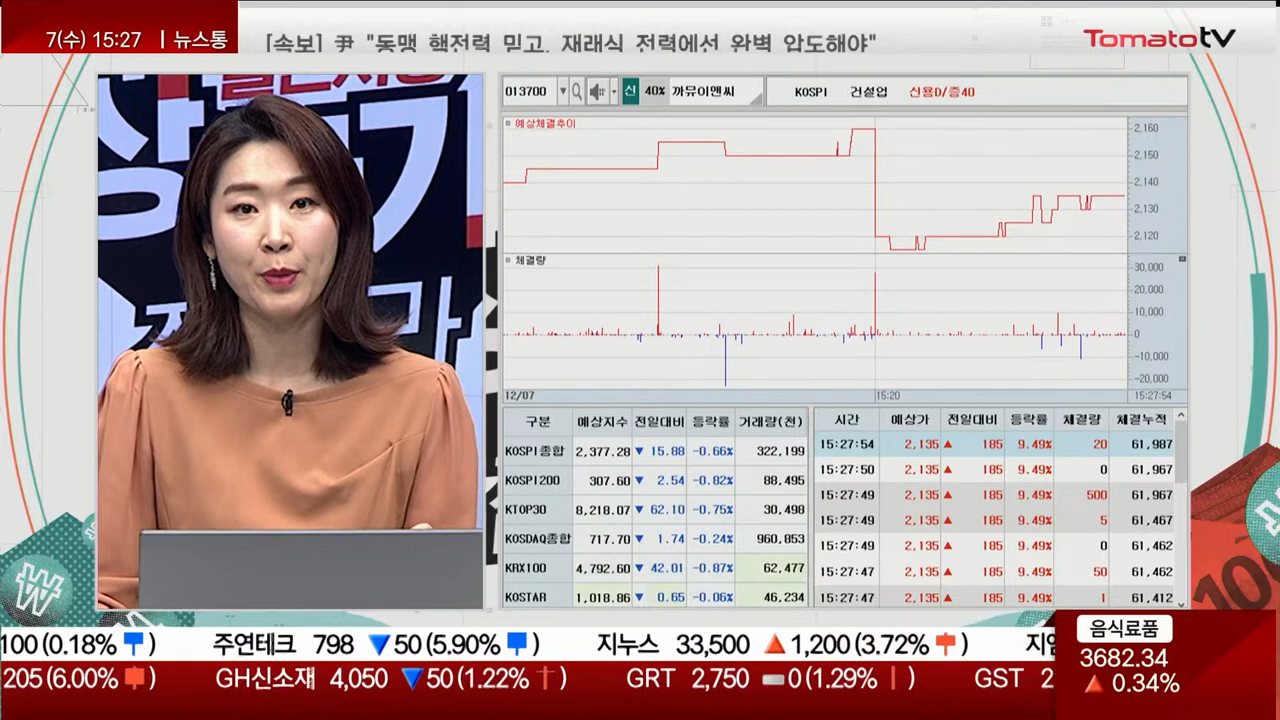 7(수) 15:27 | 뉴스통
[속보] 尹 "동맹 핵전력 믿고, 재래식 전력에선 완벽 압도해야"
TomatoTV
013700 신 40% 까뮤이앤씨 KOSPI 건설업 신용D/증40
예상체결추이
2,160
2,150
2,140
2,130
2,120
체결량
30,000
20,000
10,000
0
-10,000
-20,000
12/07 15:20 15:27:54
구분 예상지수 전일대비 등락률 거래량(천)
KOSPI종합 2,377.28 ▼ 15.88 -0.66% 322,199
KOSPI200 307.60 ▼ 2.54 -0.82% 88,495
KTOP30 8,218.07 ▼ 62.10 -0.75% 30,498
KOSDAQ종합 717.70 ▼ 1.74 -0.24% 960,853
KRX100 4,792.60 ▼ 42.01 -0.87% 62,477
KOSTAR 1,018.86 ▼ 0.65 -0.06% 46,234
시간 예상가 전일대비 등락률 체결량 체결누적
15:27:54 2,135 ▲ 185 9.49% 20 61,987
15:27:50 2,135 ▲ 185 9.49% 0 61,967
15:27:49 2,135 ▲ 185 9.49% 500 61,967
15:27:49 2,135 ▲ 185 9.49% 5 61,467
15:27:49 2,135 ▲ 185 9.49% 0 61,462
15:27:47 2,135 ▲ 185 9.49% 50 61,462
15:27:47 2,135 ▲ 185 9.49% 1 61,412
100 (0.18% ) 주연테크 798 ▼50 (5.90% ) 지누스 33,500 ▲1,200 (3.72% )
205 (6.00% ) GH신소재 4,050 ▼50 (1.22% ) GRT 2,750 0 (1.29% ) GST 2
음식료품
3682.34
▲ 0.34%